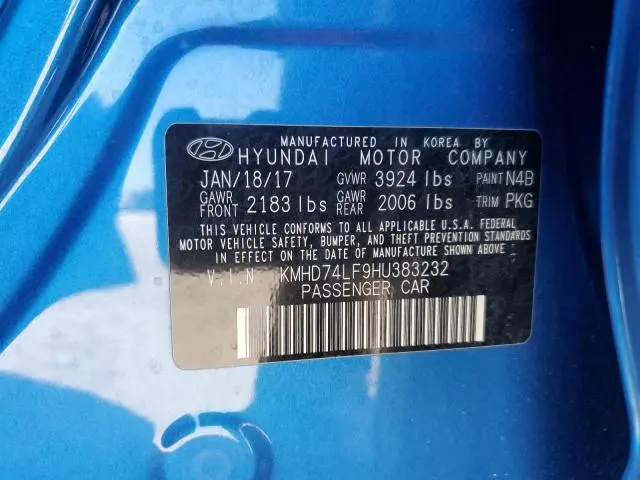 MANUFACTURED IN KOREA BY
HYUNDAI MOTOR COMPANY
JAN/18/17 GVWR 3924 lbs PAINT N4B
GAWR FRONT 2183 lbs GAWR REAR 2006 lbs TRIM PKG
THIS VEHICLE CONFORMS TO ALL APPLICABLE U.S.A. FEDERAL
MOTOR VEHICLE SAFETY, BUMPER, AND THEFT PREVENTION STANDARDS
IN EFFECT ON THE DATE OF MANUFACTURE SHOWN ABOVE
V.I.N KMHD74LF9HU383232
PASSENGER CAR